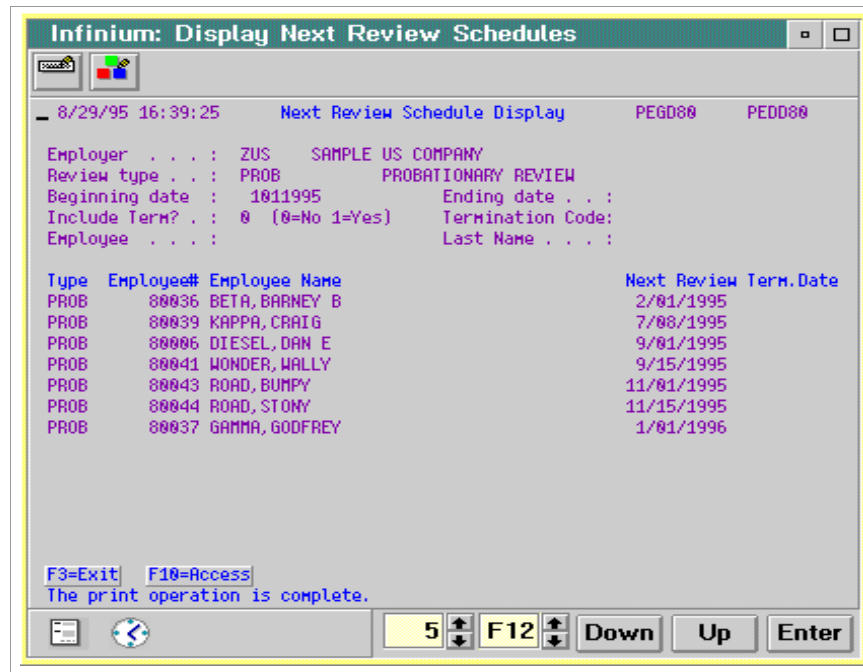 Infinium: Display Next Review Schedules
8/29/95 16:39:25 Next Review Schedule Display PEGD80 PEDD80
Employer . . . : ZUS SAMPLE US COMPANY
Review type . . : PROB PROBATIONARY REVIEW
Beginning date : 1011995 Ending date . . :
Include Term? . : 0 (0=No 1=Yes) Termination Code:
Employee . . . : Last Name . . . :
Type Employee# Employee Name Next Review Term.Date
PROB 80036 BETA,BARNEY B 2/01/1995
PROB 80039 KAPPA,CRAIG 7/08/1995
PROB 80006 DIESEL,DAN E 9/01/1995
PROB 80041 WONDER,WALLY 9/15/1995
PROB 80043 ROAD,BUMPY 11/01/1995
PROB 80044 ROAD,STONY 11/15/1995
PROB 80037 GAMMA,GODFREY 1/01/1996
F3=Exit F10=Access
The print operation is complete.
5 F12 Down Up Enter